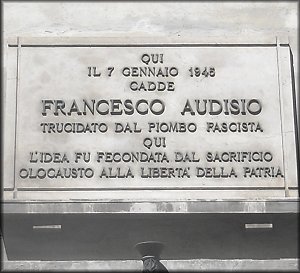 QUI
IL 7 GENNAIO 1945
CADDE
FRANCESCO AUDISIO
TRUCIDATO DAL PIOMBO FASCISTA
QUI
L'IDEA FU FECONDATA DAL SACRIFICIO
OLOCAUSTO ALLA LIBERTA' DELLA PATRIA